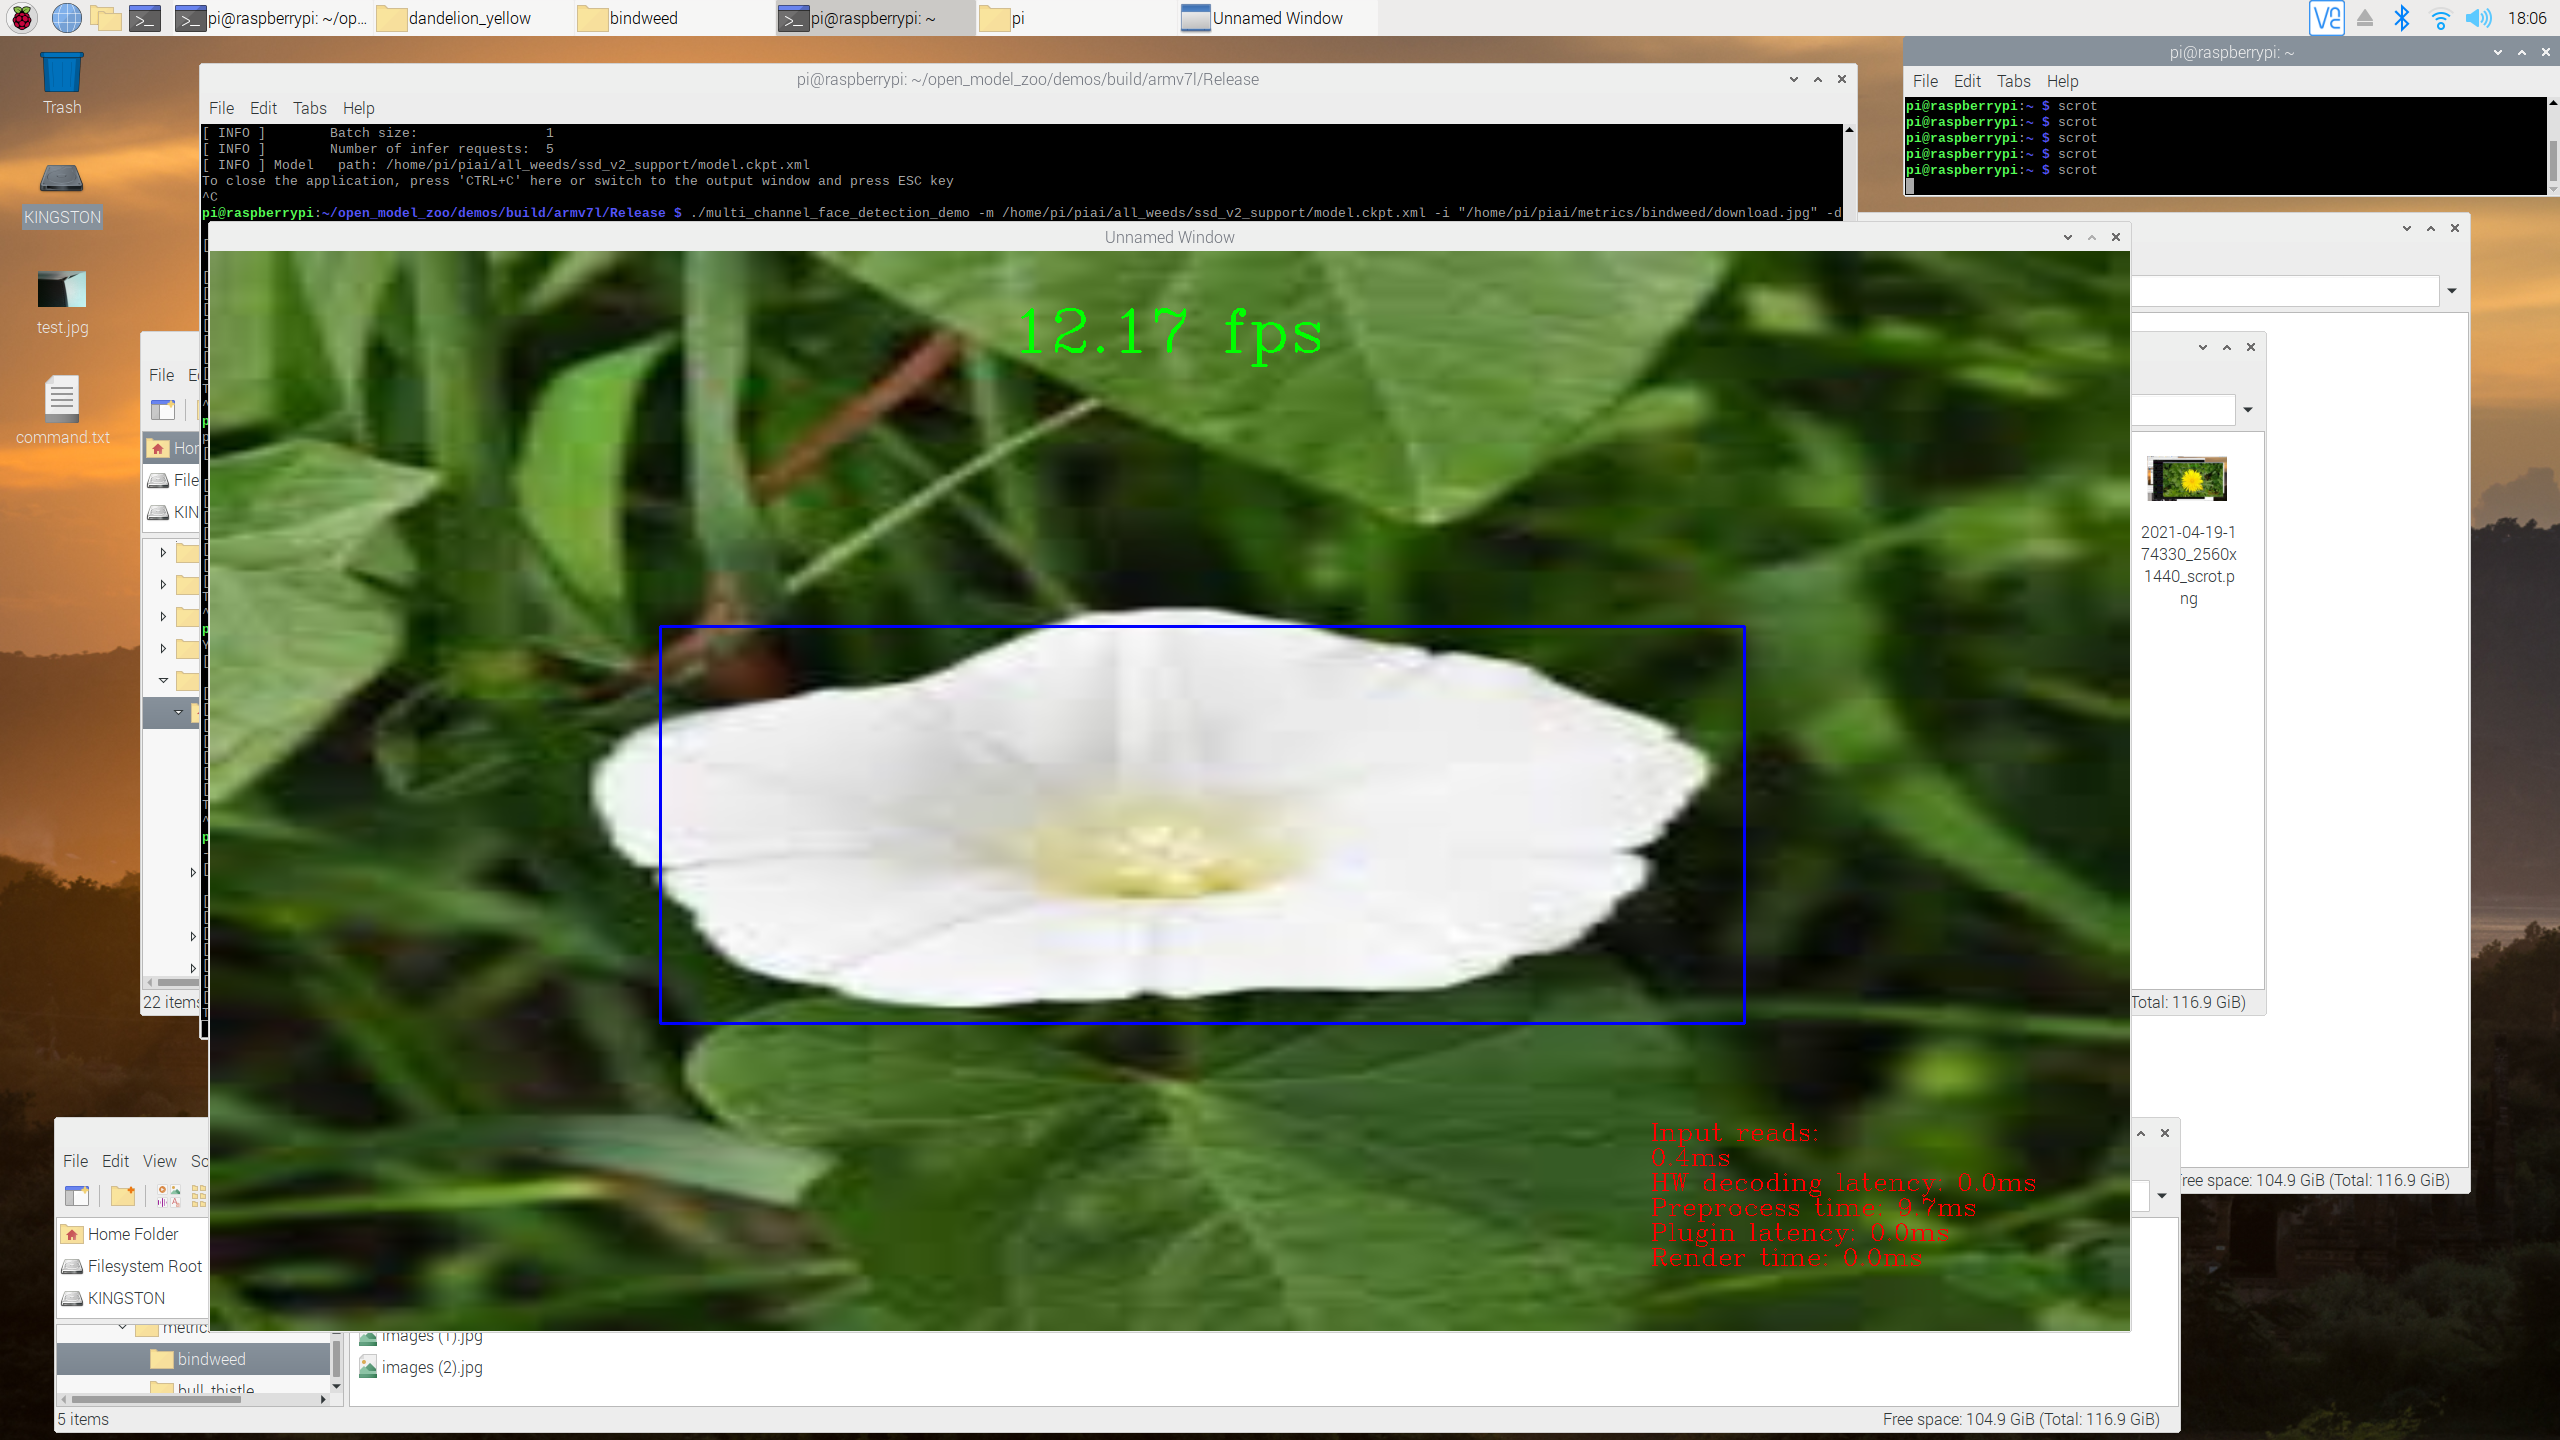 pi@raspberrypi: ~/op...
dandelion_yellow
bindweed
pi@raspberrypi: ~
pi
Unnamed Window
18:06
Trash
KINGSTON
test.jpg
command.txt
pi@raspberrypi: ~/open_model_zoo/demos/build/armv7l/Release
File Edit Tabs Help
[ INFO ] Batch size: 1
[ INFO ] Number of infer requests: 5
[ INFO ] Model path: /home/pi/piai/all_weeds/ssd_v2_support/model.ckpt.xml
To close the application, press 'CTRL+C' here or switch to the output window and press ESC key
^C
pi@raspberrypi:~/open_model_zoo/demos/build/armv7l/Release $ ./multi_channel_face_detection_demo -m /home/pi/piai/all_weeds/ssd_v2_support/model.ckpt.xml -i "/home/pi/piai/metrics/bindweed/download.jpg" -d
pi@raspberrypi: ~
File Edit Tabs Help
pi@raspberrypi:~ $ scrot
pi@raspberrypi:~ $ scrot
pi@raspberrypi:~ $ scrot
pi@raspberrypi:~ $ scrot
pi@raspberrypi:~ $ scrot
Unnamed Window
12.17 fps
Input reads:
0.4ms
HW decoding latency: 0.0ms
Preprocess time: 9.7ms
Plugin latency: 0.0ms
Render time: 0.0ms
File
22 items
2021-04-19-1
74330_2560x
1440_scrot.p
ng
Total: 116.9 GiB)
free space: 104.9 GiB (Total: 116.9 GiB)
File Edit View
Home Folder
Filesystem Root
KINGSTON
bindweed
bull_thistle
images (1).jpg
images (2).jpg
5 items
Free space: 104.9 GiB (Total: 116.9 GiB)